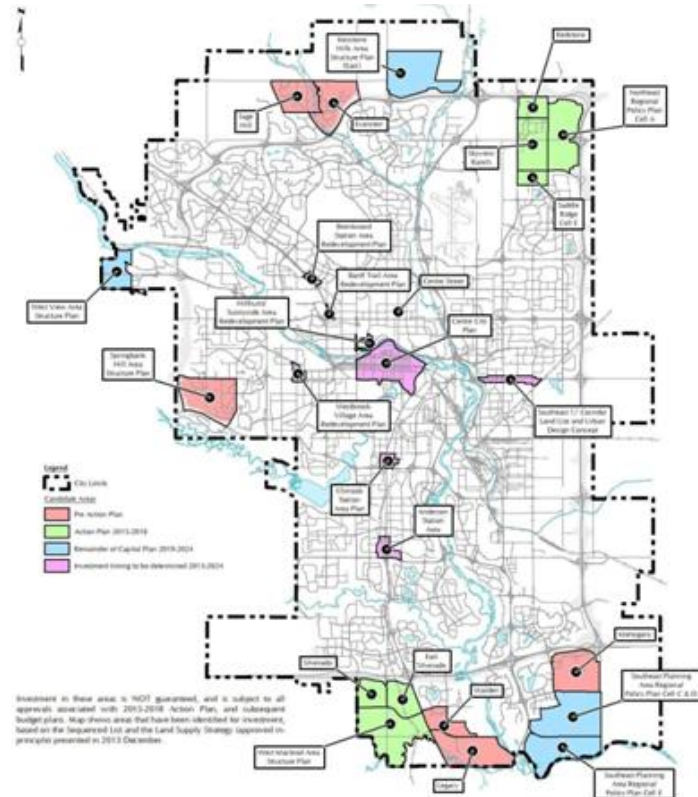 N
Redstone
Keystone
Hills Area
Structure Plan
(East)
Northeast
Regional
Policy Plan
Cell A
Sage
Hill
Evanston
Skyview
Ranch
Saddle
Ridge
Cell E
Brentwood
Station Area
Redevelopment Plan
Banff Trail Area
Redevelopment Plan
Centre Street
West View Area
Structure Plan
Hillhurst/
Sunnyside Area
Redevelopment Plan
Centre City
Plan
Springbank
Hill Area
Structure Plan
Westbrook
Village Area
Redevelopment Plan
Southeast 17 Corridor
Land Use and Urban
Design Concept
Legend
City Limits
Candidate Areas
Pre Action Plan
Action Plan 2015-2018
Remainder of Capital Plan 2019-2024
Investment timing to be determined 2015-2024
Chinook
Station
Area Plan
Anderson
Station
Area
Silverado
East
Silverado
Walden
Mahogany
Southeast Planning
Area Regional
Policy Plan Cell C & D
Investment in these areas is NOT guaranteed, and is subject to all
approvals associated with 2015-2018 Action Plan, and subsequent
budget plans. Map shows areas that have been identified for investment,
based on the Sequenced List and the Land Supply Strategy (approved in
principle) presented in 2013 December.
West Macleod Area
Structure Plan
Legacy
Southeast Planning
Area Regional
Policy Plan Cell E